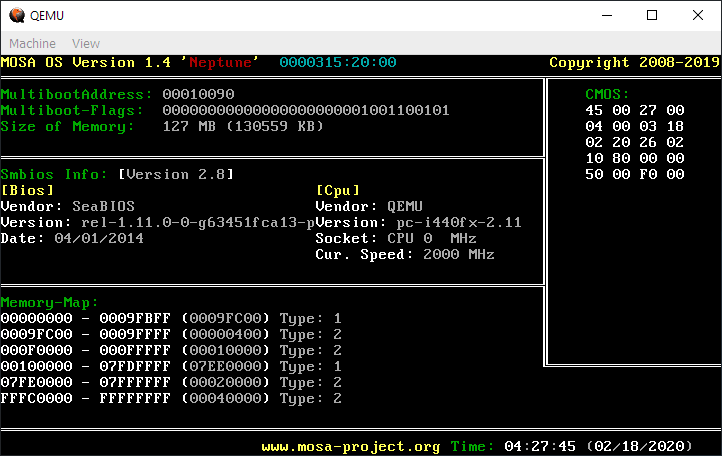 QEMU
Machine View
MOSA OS Version 1.4 'Neptune' 0000315:20:00 Copyright 2008-2019
MultibootAddress: 00010090
Multiboot-Flags: 00000000000000000000001001100101
Size of Memory: 127 MB (130559 KB)
CMOS:
45 00 27 00
04 00 03 18
02 20 26 02
10 80 00 00
50 00 F0 00
Smbios Info: [Version 2.8]
[Bios] [Cpu]
Vendor: SeaBIOS Vendor: QEMU
Version: rel-1.11.0-0-g63451fca13-pVersion: pc-i440fx-2.11
Date: 04/01/2014 Socket: CPU 0 MHz
Cur. Speed: 2000 MHz
Memory-Map:
00000000 - 0009FBFF (0009FC00) Type: 1
0009FC00 - 0009FFFF (00000400) Type: 2
000F0000 - 000FFFFF (00010000) Type: 2
00100000 - 07FDFFFF (07EE0000) Type: 1
07FE0000 - 07FFFFFF (00020000) Type: 2
FFFC0000 - FFFFFFFF (00040000) Type: 2
www.mosa-project.org Time: 04:27:45 (02/18/2020)